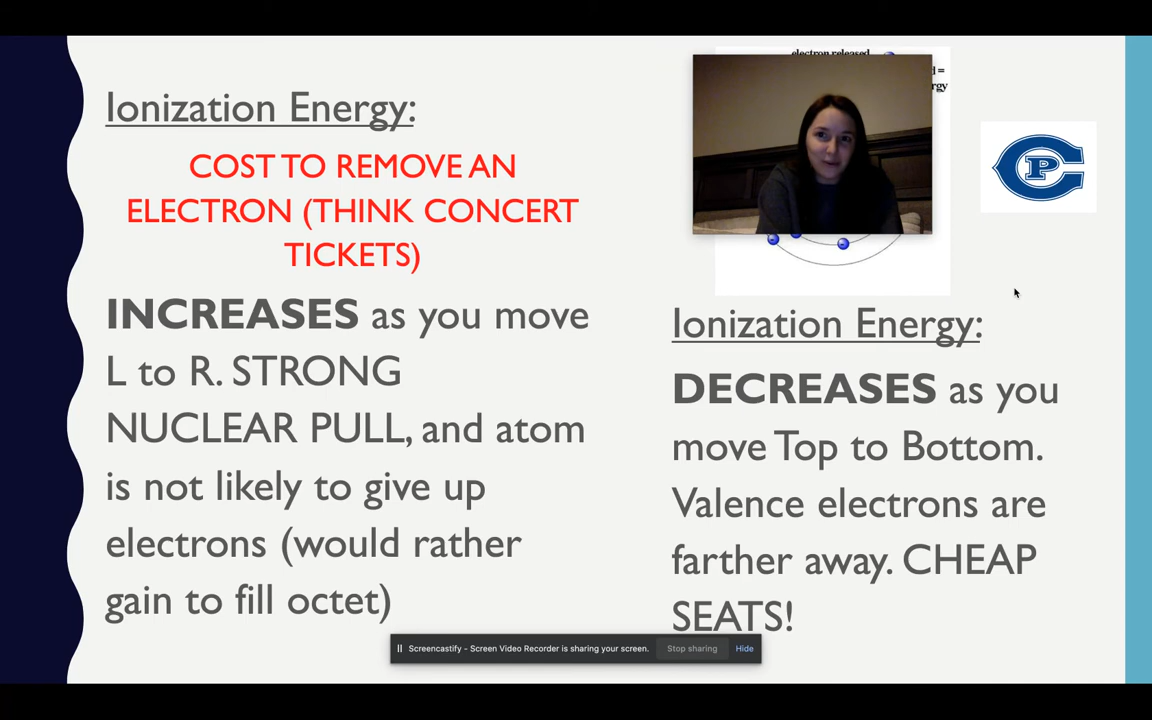 Ionization Energy:
COST TO REMOVE AN
ELECTRON (THINK CONCERT
TICKETS)
INCREASES as you move
L to R. STRONG
NUCLEAR PULL, and atom
is not likely to give up
electrons (would rather
gain to fill octet)
electron released
d =
rgy
CP
Ionization Energy:
DECREASES as you
move Top to Bottom.
Valence electrons are
farther away. CHEAP
SEATS!
Screencastify - Screen Video Recorder is sharing your screen.
Stop sharing
Hide